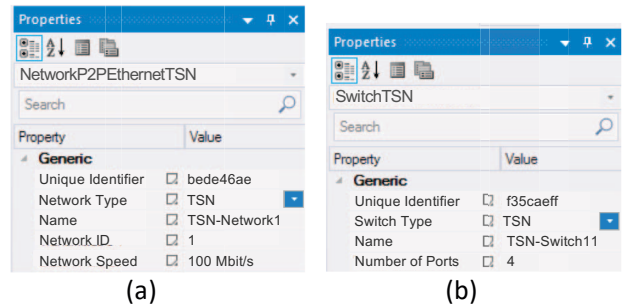 Properties
NetworkP2PEthernetTSN
Search
Property Value
Generic
Unique Identifier bede46ae
Network Type TSN
Name TSN-Network1
Network ID 1
Network Speed 100 Mbit/s
(a)
Properties
SwitchTSN
Search
Property Value
Generic
Unique Identifier f35caeff
Switch Type TSN
Name TSN-Switch11
Number of Ports 4
(b)